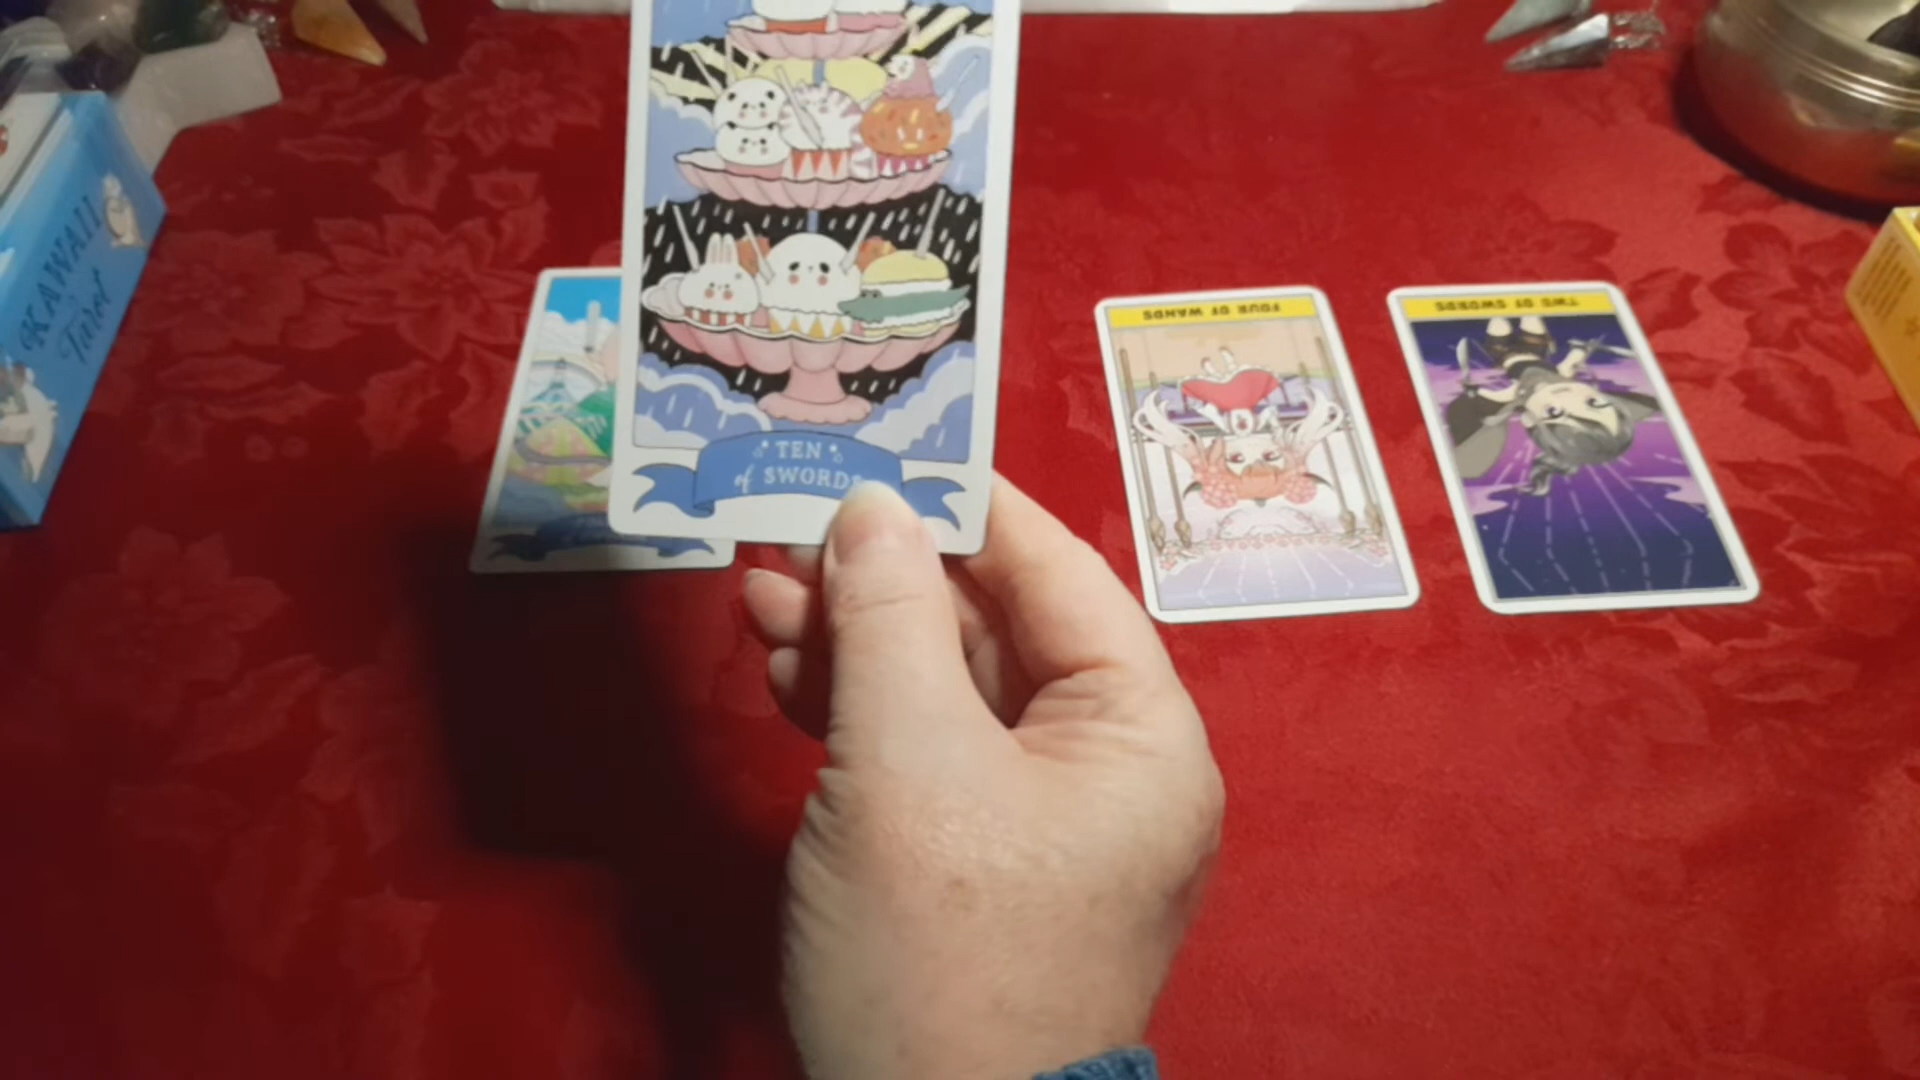 KAWAII
Tarot
TEN
of SWORDS
FOUR OF WANDS
TWO OF SWORDS